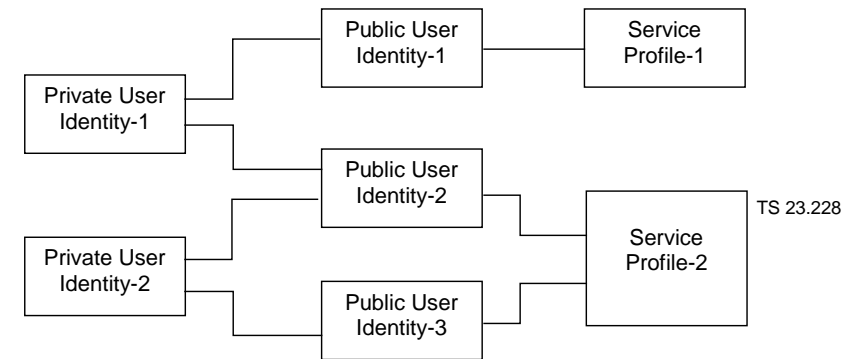 Public User
Identity-1
Service
Profile-1
Private User
Identity-1
Public User
Identity-2
TS 23.228
Service
Profile-2
Private User
Identity-2
Public User
Identity-3